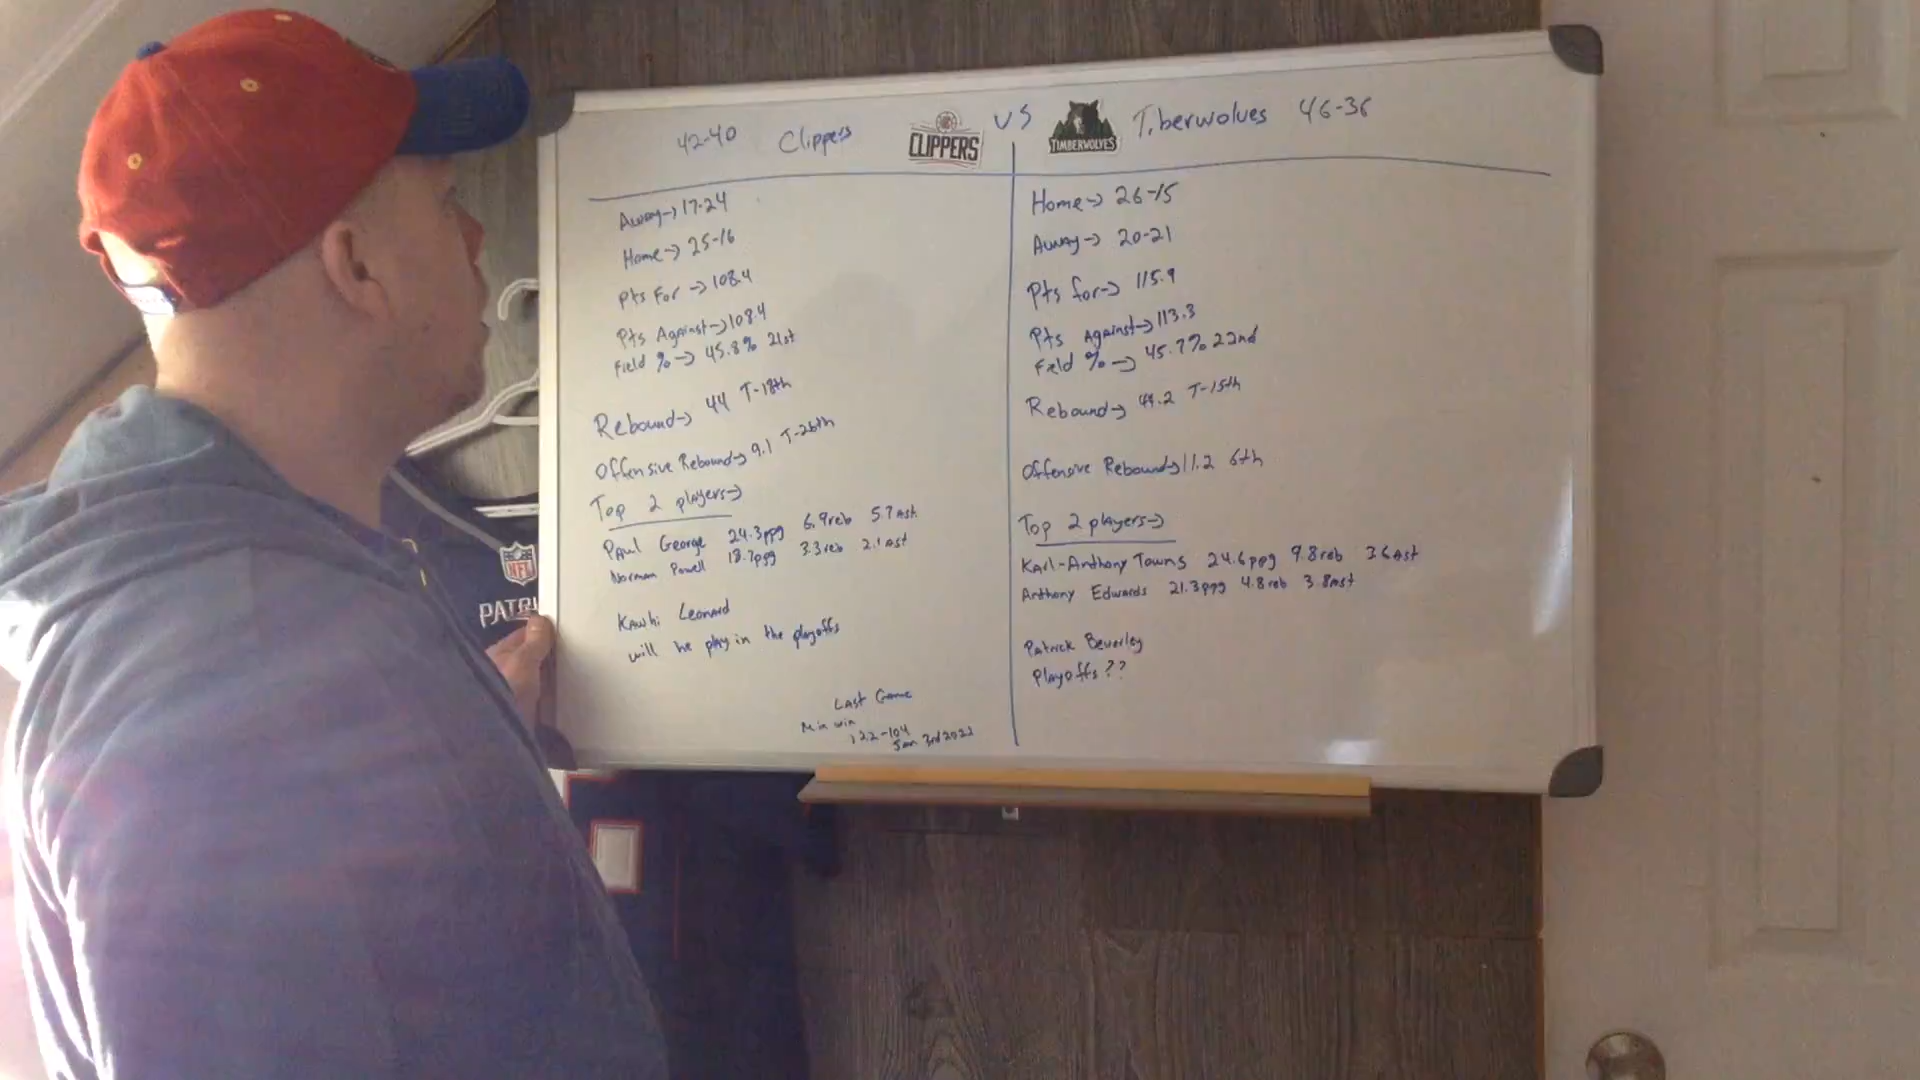 42-40 Clippers CLIPPERS VS TIMBERWOLVES Tiberwolves 46-36
Away→ 17-24
Home→ 25-16
Pts For → 108.4
Pts Against→ 108.4
Field %→ 45.8% 21st
Rebound→ 44 T-18th
Offensive Rebound→ 9.1 T-26th
Top 2 players→
Paul George 24.3ppg 6.9reb 5.7Ast
Norman Powell 18.7ppg 3.3reb 2.1Ast
Kawhi Leonard
will he play in the playoffs
Last Game
Min win
122-104
Jan 3rd 2022
Home→ 26-15
Away→ 20-21
Pts for→ 115.9
Pts Against→ 113.3
Field %→ 45.7% 22nd
Rebound→ 44.2 T-15th
Offensive Rebound→ 11.2 6th
Top 2 players→
Karl-Anthony Towns 24.6ppg 9.8reb 3.6Ast
Anthony Edwards 21.3ppg 4.8reb 3.8Ast
Patrick Beverley
Playoffs??
NFL